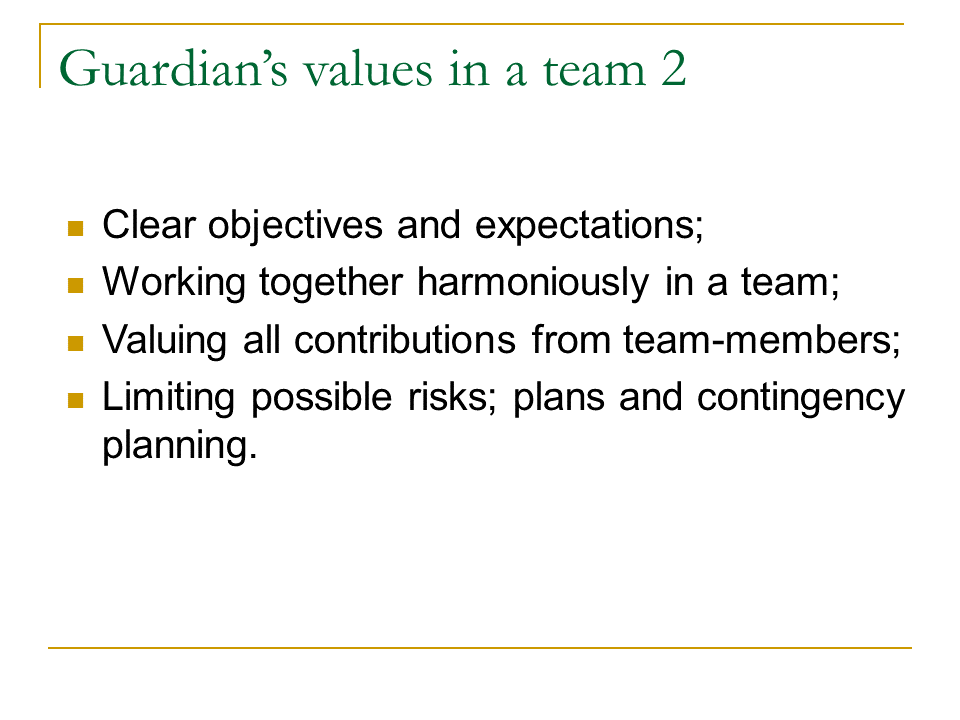 Guardian’s values in a team 2
Clear objectives and expectations;
Working together harmoniously in a team;
Valuing all contributions from team-members;
Limiting possible risks; plans and contingency
planning.